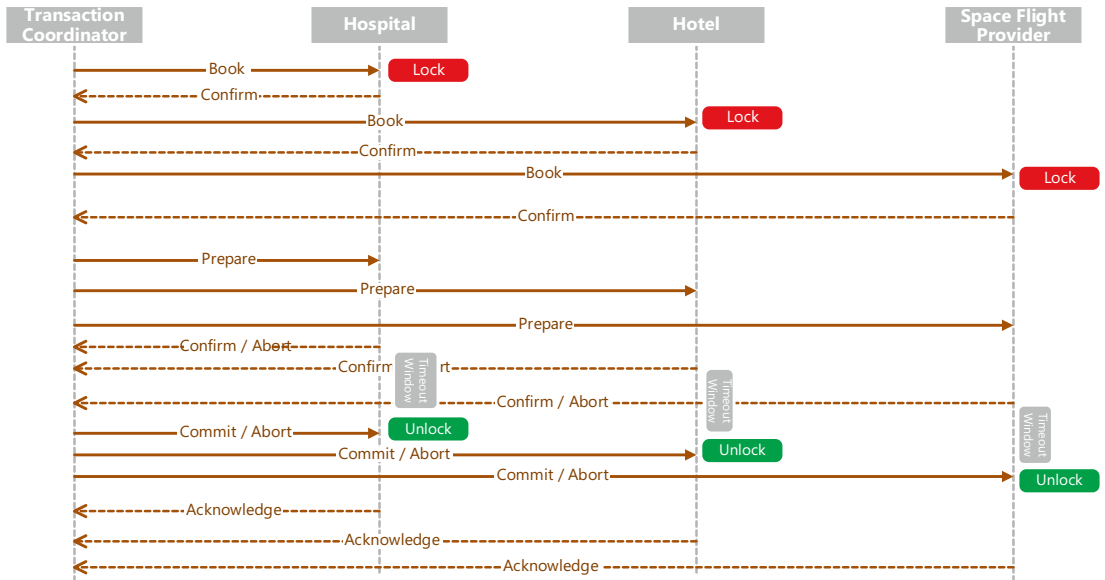 Transaction
Coordinator
Hospital
Hotel
Space Flight
Provider
Book
Lock
Confirm
Book
Lock
Confirm
Book
Lock
Confirm
Prepare
Prepare
Prepare
Confirm / Abort
Confirm rt
Timeout
Window
Timeout
Window
Confirm / Abort
Timeout
Window
Commit / Abort
Unlock
Commit / Abort
Unlock
Commit / Abort
Unlock
Acknowledge
Acknowledge
Acknowledge